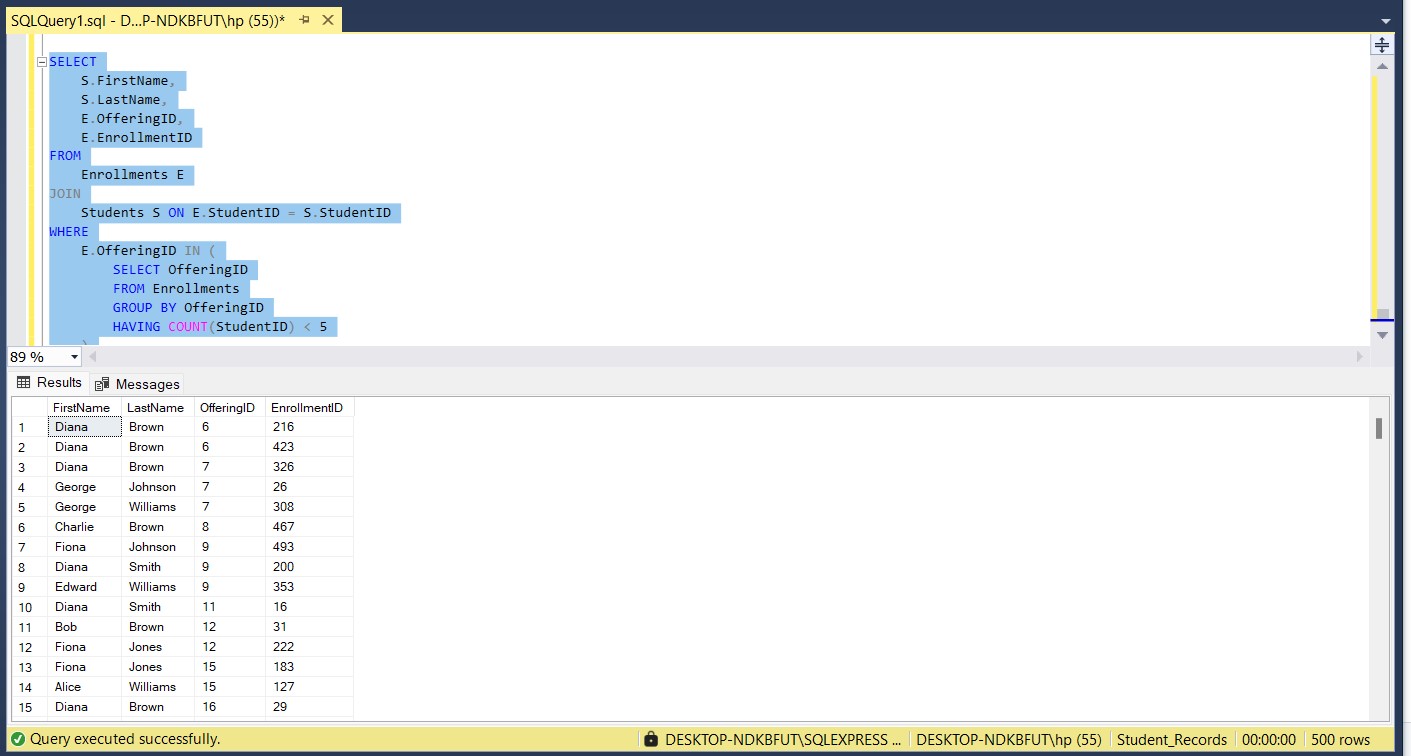 SQLQuery1.sql - D...P-NDKBFUT\hp (55))*
SELECT
S.FirstName,
S.LastName,
E.OfferingID,
E.EnrollmentID
FROM
Enrollments E
JOIN
Students S ON E.StudentID = S.StudentID
WHERE
E.OfferingID IN (
SELECT OfferingID
FROM Enrollments
GROUP BY OfferingID
HAVING COUNT(StudentID) < 5
)
89 %
Results Messages
FirstName LastName OfferingID EnrollmentID
1 Diana Brown 6 216
2 Diana Brown 6 423
3 Diana Brown 7 326
4 George Johnson 7 26
5 George Williams 7 308
6 Charlie Brown 8 467
7 Fiona Johnson 9 493
8 Diana Smith 9 200
9 Edward Williams 9 353
10 Diana Smith 11 16
11 Bob Brown 12 31
12 Fiona Jones 12 222
13 Fiona Jones 15 183
14 Alice Williams 15 127
15 Diana Brown 16 29
Query executed successfully. DESKTOP-NDKBFUT\SQLEXPRESS ... DESKTOP-NDKBFUT\hp (55) Student_Records 00:00:00 500 rows